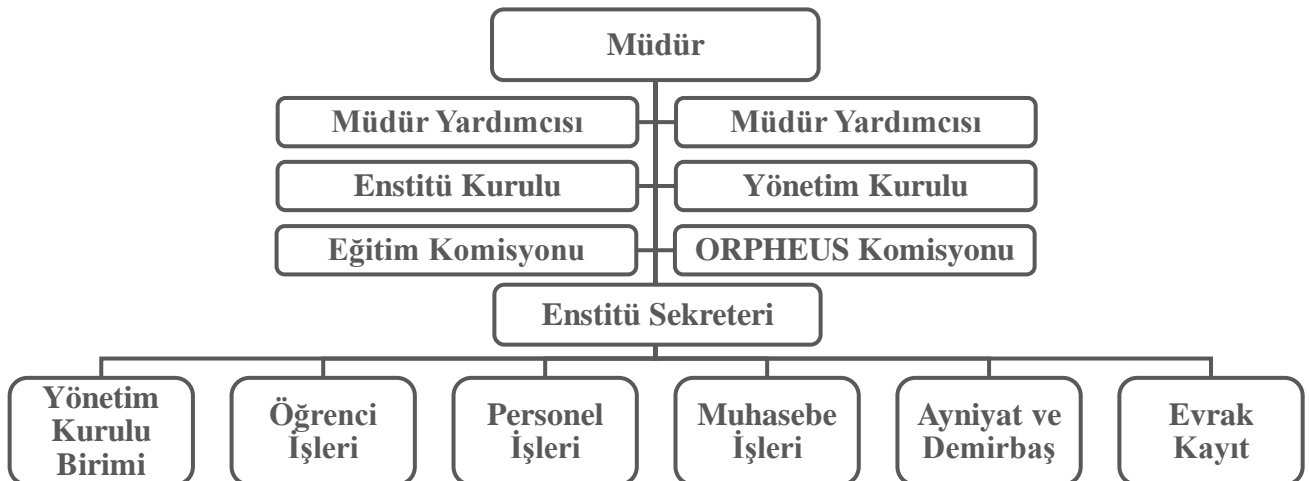 Müdür
Müdür Yardımcısı
Müdür Yardımcısı
Enstitü Kurulu
Yönetim Kurulu
Eğitim Komisyonu
ORPHEUS Komisyonu
Enstitü Sekreteri
Yönetim
Kurulu
Birimi
Öğrenci
İşleri
Personel
İşleri
Muhasebe
İşleri
Ayniyat ve
Demirbaş
Evrak
Kayıt